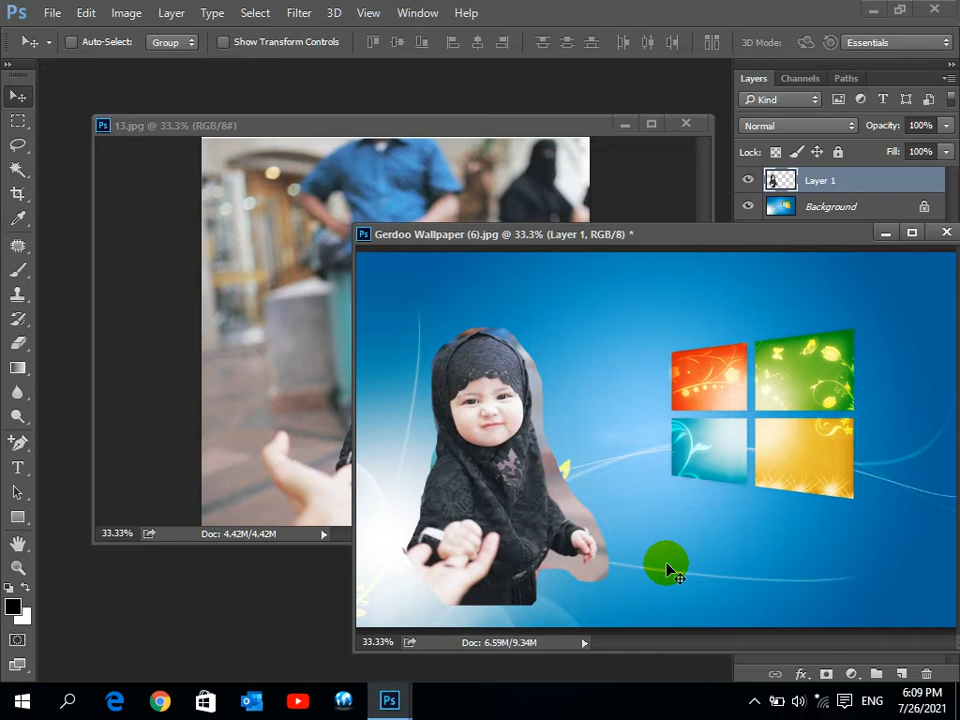 Ps File Edit Image Layer Type Select Filter 3D View Window Help
Auto-Select: Group Show Transform Controls 3D Mode: Essentials
Layers Channels Paths
Kind
Normal Opacity: 100%
Lock: Fill: 100%
Layer 1
Background
Ps 13.jpg @ 33.3% (RGB/8#)
33.33% Doc: 4.42M/4.42M
Ps Gerdoo Wallpaper (6).jpg @ 33.3% (Layer 1, RGB/8) *
33.33% Doc: 6.59M/9.34M
Ps ENG 6:09 PM
7/26/2021